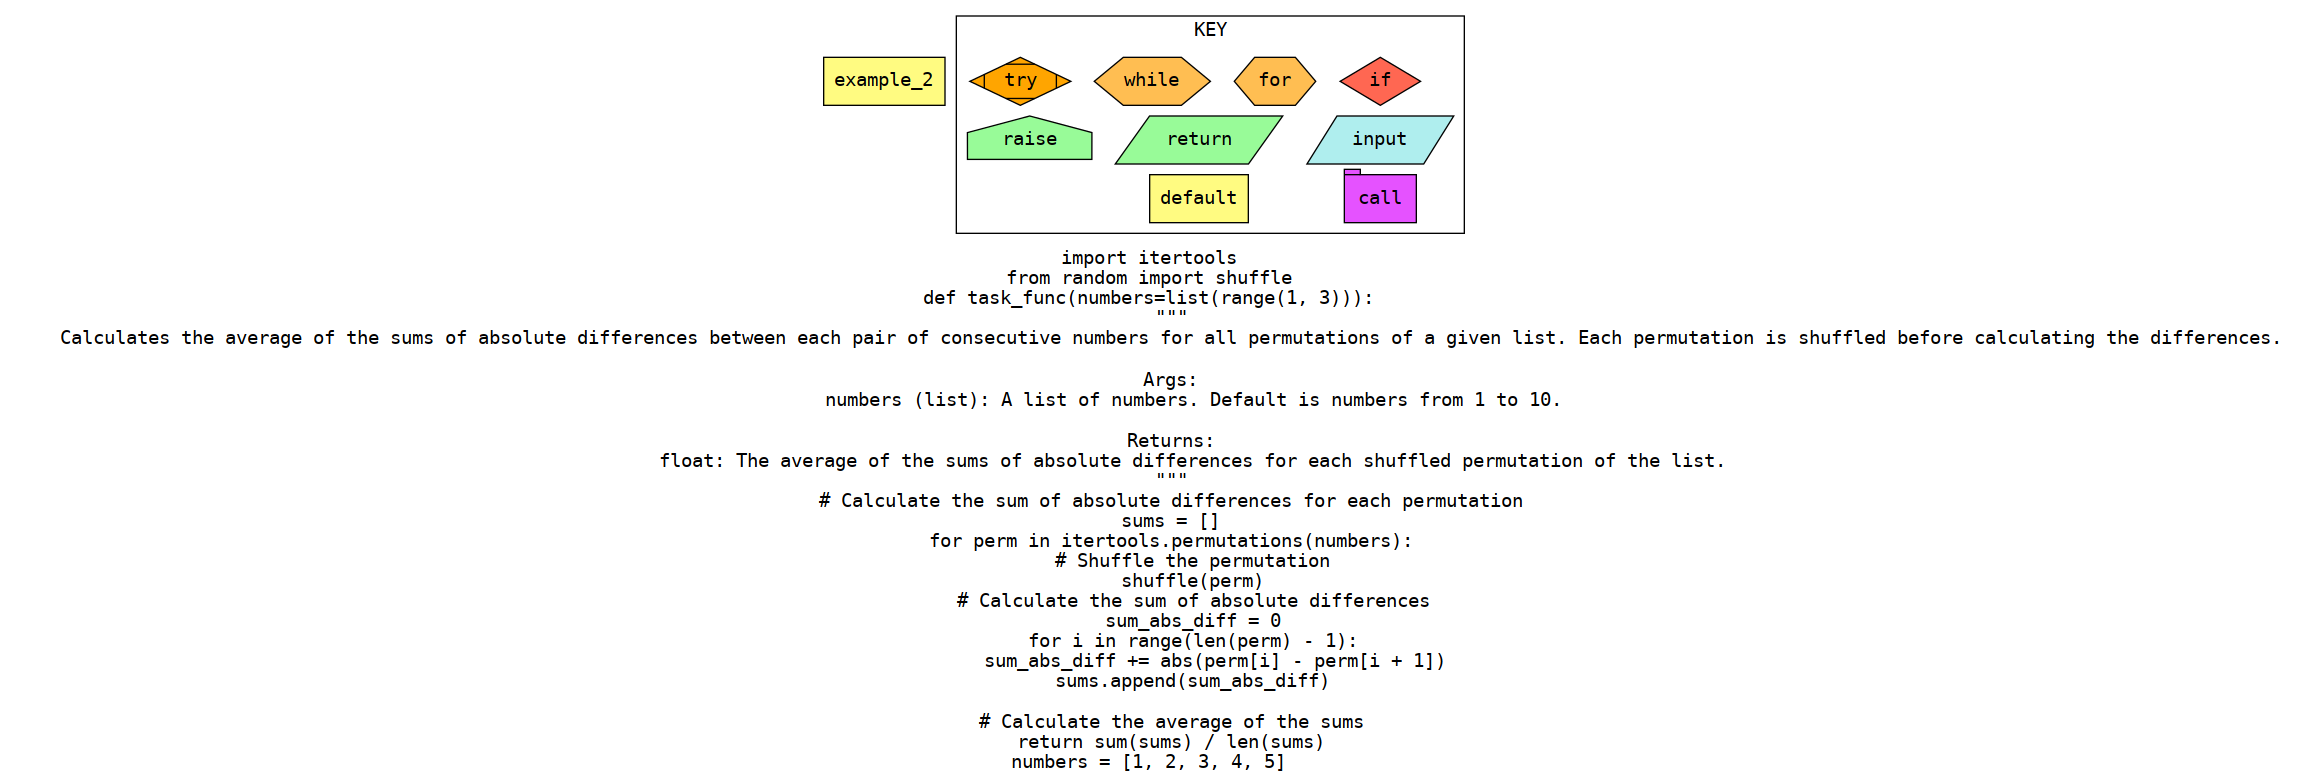 KEY
example_2
try
while
for
if
raise
return
input
default
call
import itertools
from random import shuffle
def task_func(numbers=list(range(1, 3))):
"""
Calculates the average of the sums of absolute differences between each pair of consecutive numbers for all permutations of a given list. Each permutation is shuffled before calculating the differences.
Args:
numbers (list): A list of numbers. Default is numbers from 1 to 10.
Returns:
float: The average of the sums of absolute differences for each shuffled permutation of the list.
"""
# Calculate the sum of absolute differences for each permutation
sums = []
for perm in itertools.permutations(numbers):
# Shuffle the permutation
shuffle(perm)
# Calculate the sum of absolute differences
sum_abs_diff = 0
for i in range(len(perm) - 1):
sum_abs_diff += abs(perm[i] - perm[i + 1])
sums.append(sum_abs_diff)
# Calculate the average of the sums
return sum(sums) / len(sums)
numbers = [1, 2, 3, 4, 5]